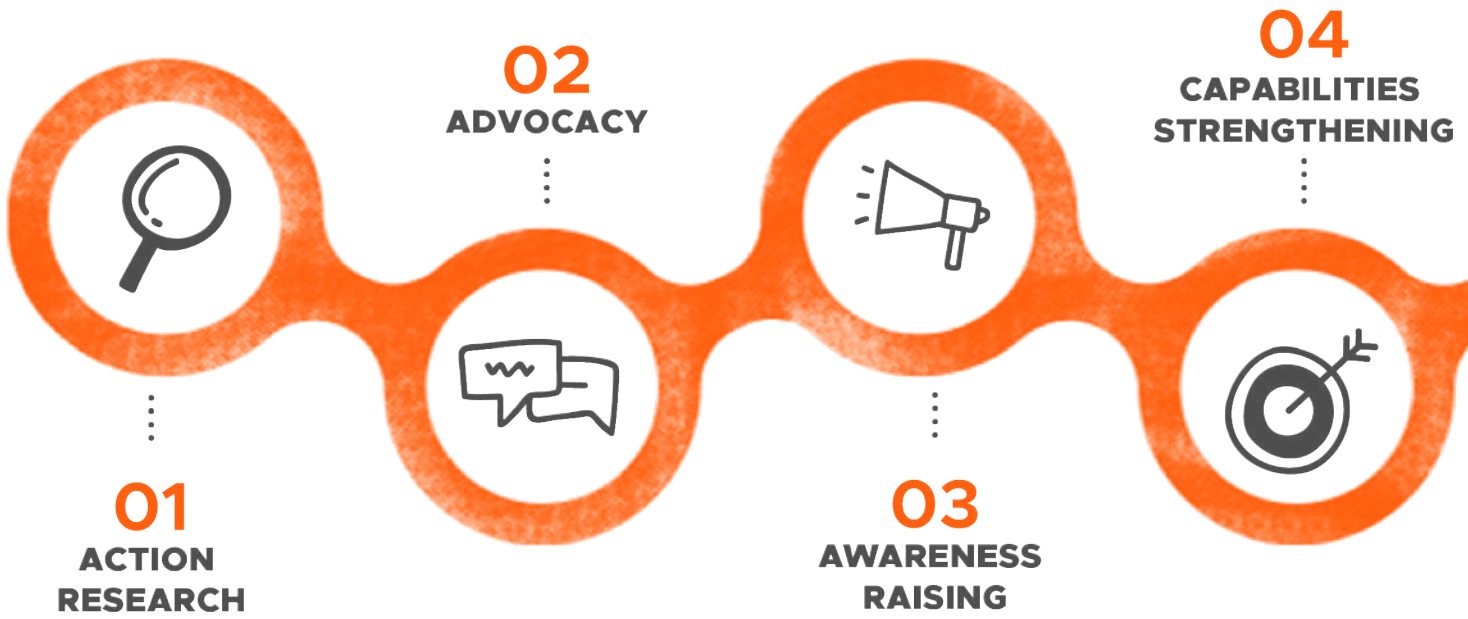 01
ACTION
RESEARCH
02
ADVOCACY
03
AWARENESS
RAISING
04
CAPABILITIES
STRENGTHENING